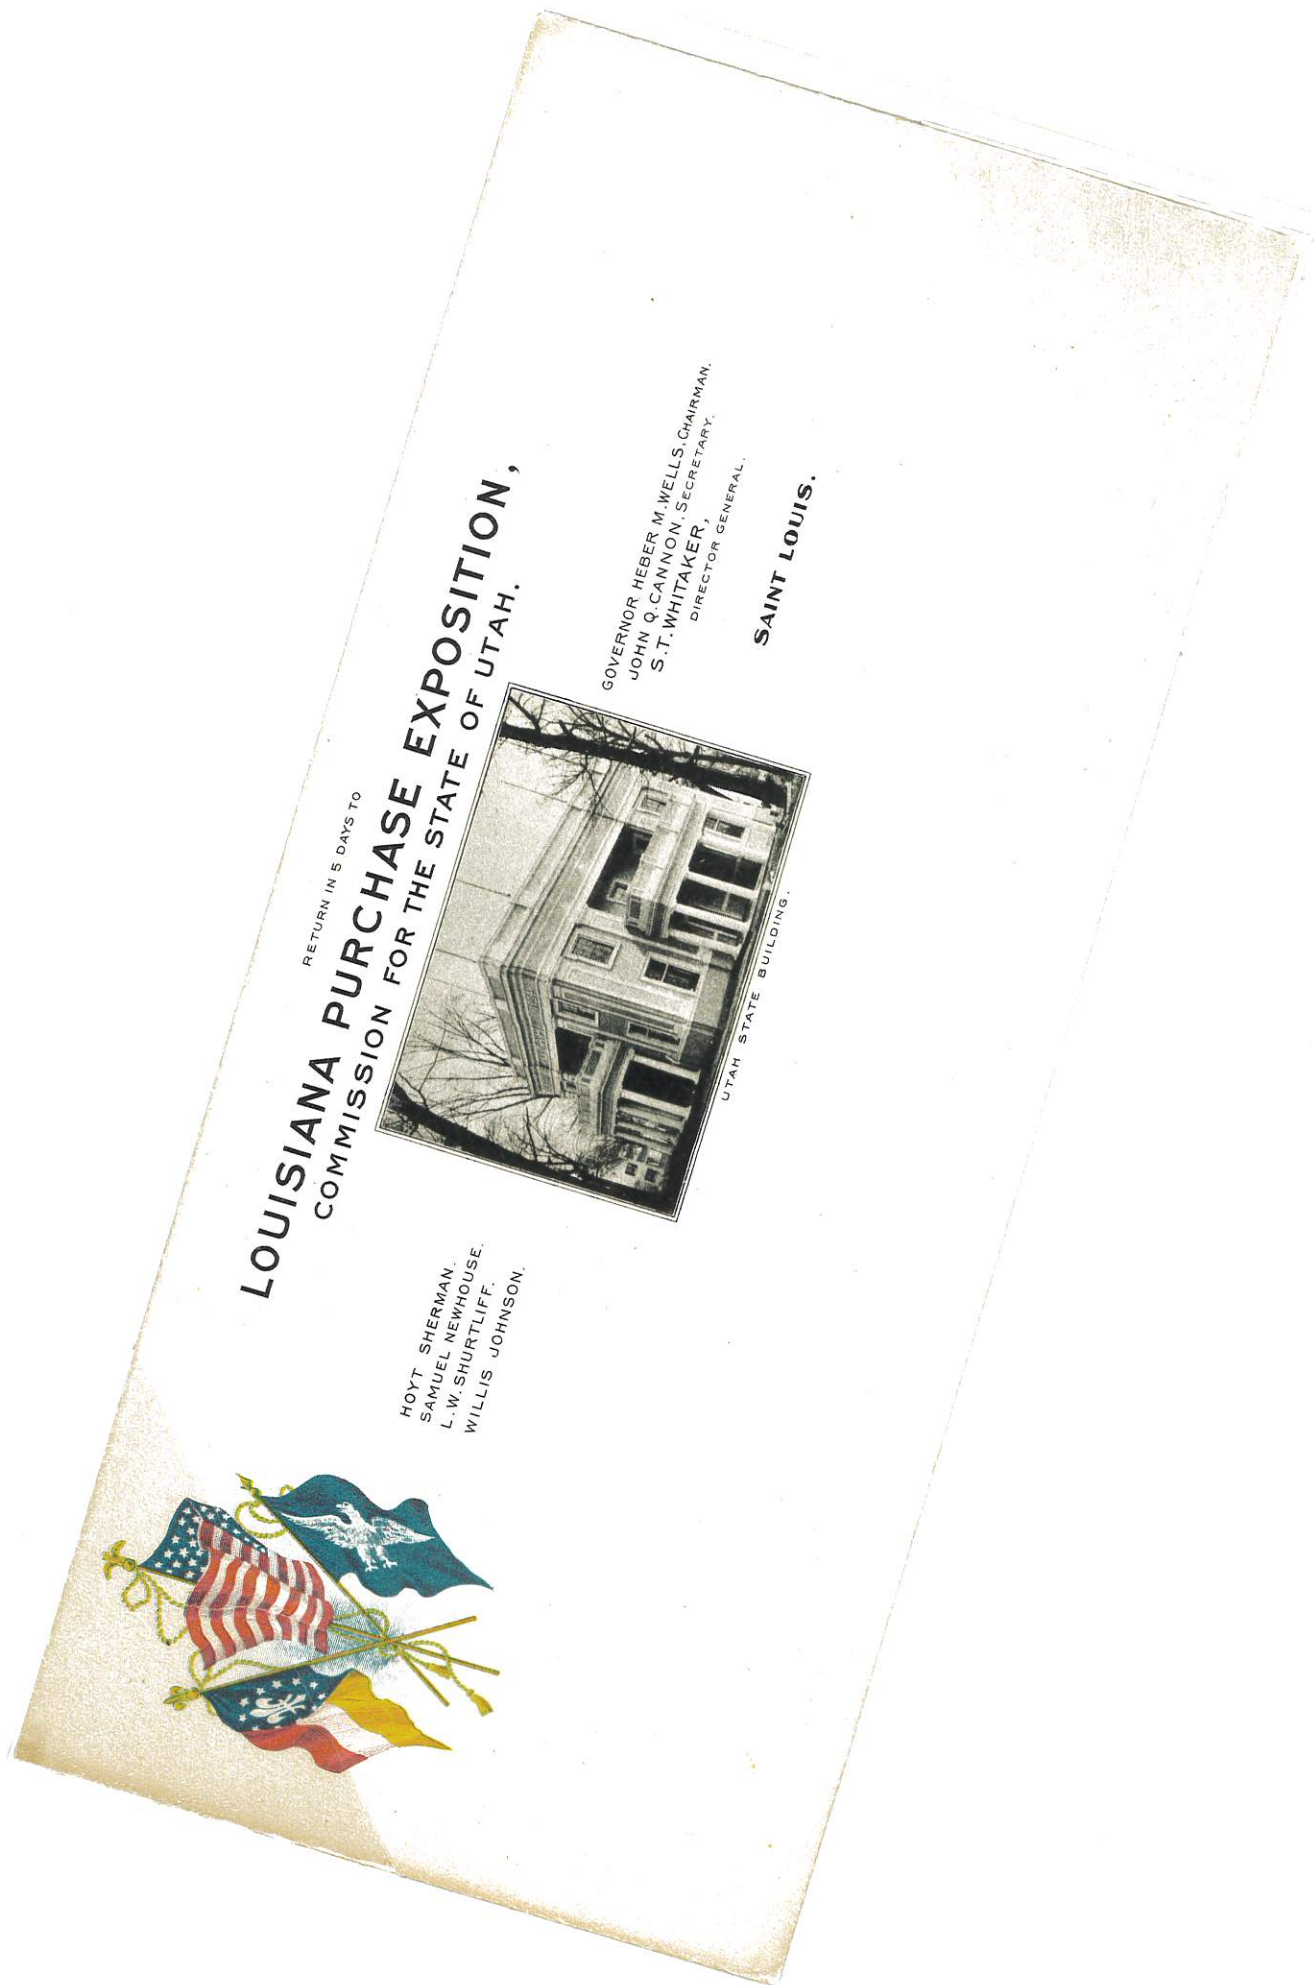 RETURN IN 5 DAYS TO
LOUISIANA PURCHASE EXPOSITION,
COMMISSION FOR THE STATE OF UTAH.
HOYT SHERMAN.
SAMUEL NEWHOUSE.
L.W. SHURTLIFF.
WILLIS JOHNSON.
GOVERNOR HEBER M. WELLS, CHAIRMAN.
JOHN Q. CANNON, SECRETARY.
S.T. WHITAKER,
DIRECTOR GENERAL.
UTAH STATE BUILDING.
SAINT LOUIS.